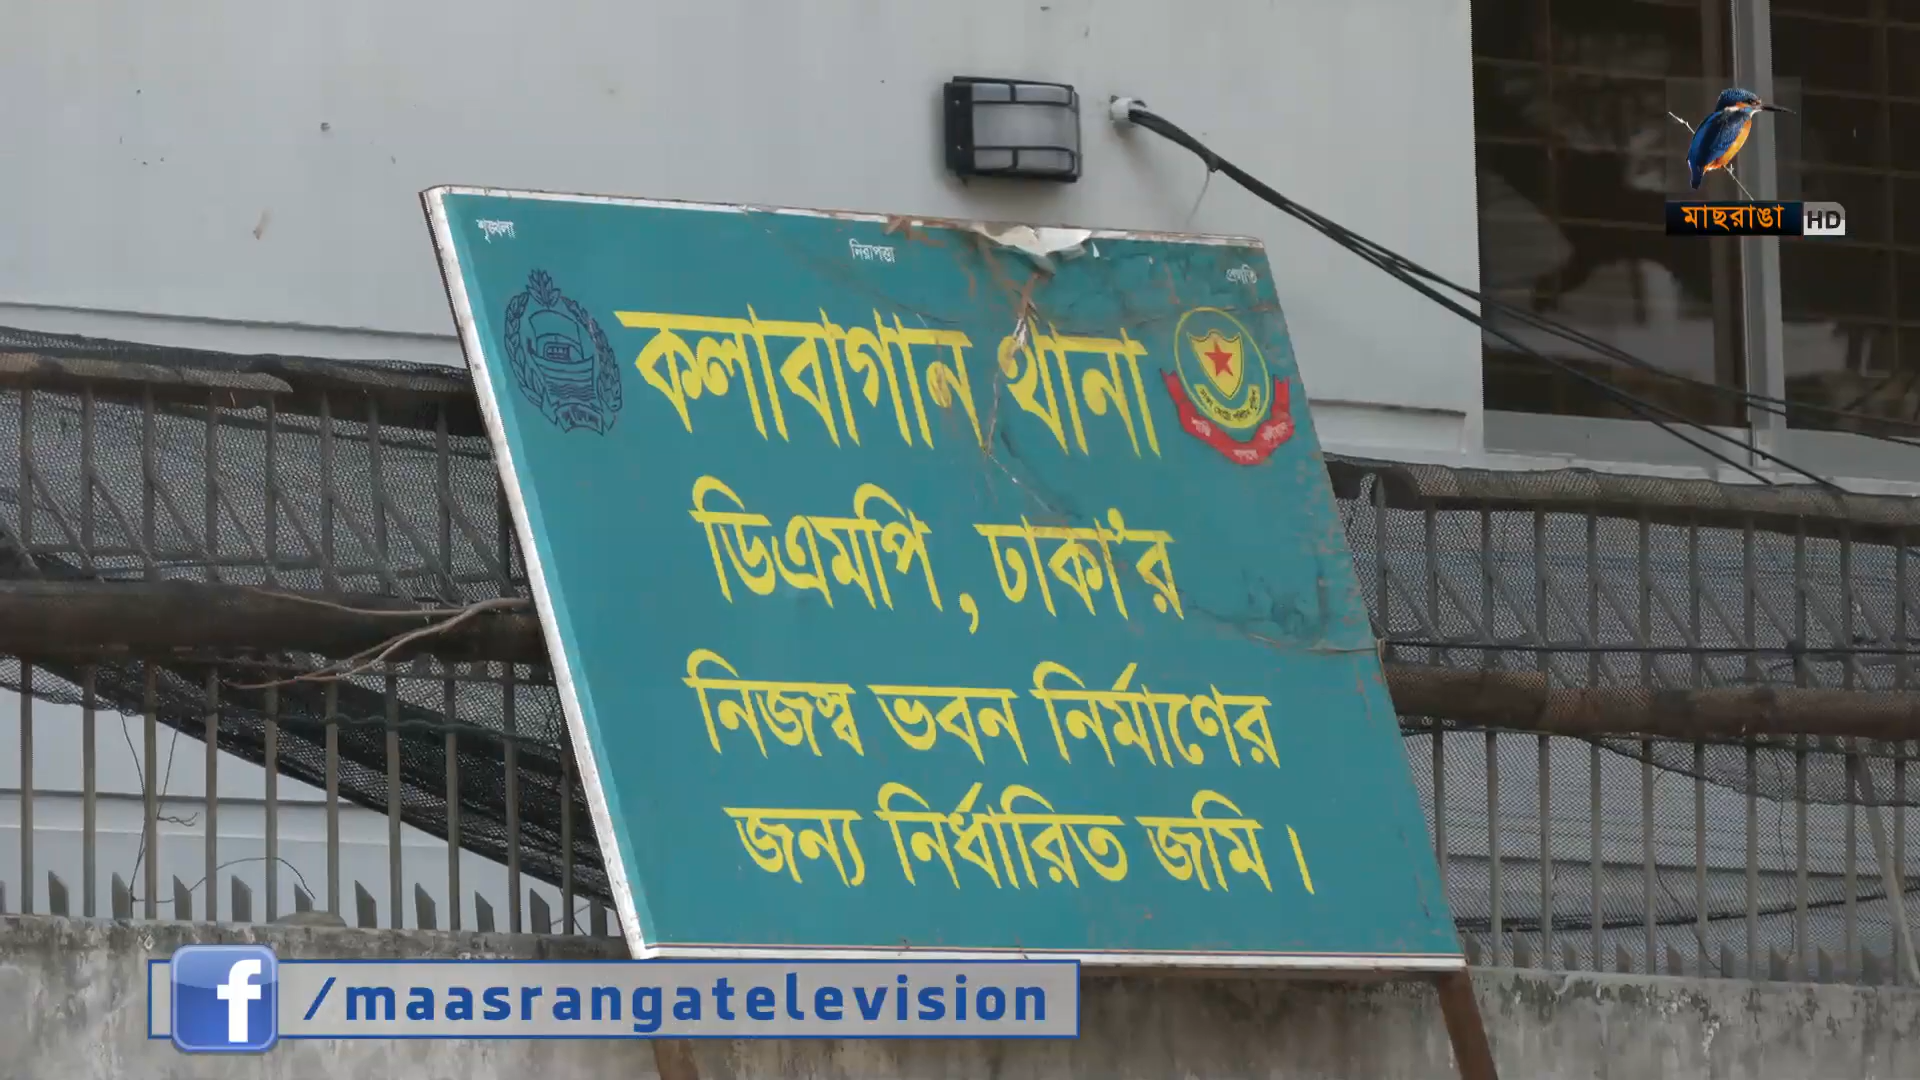 মাছরাঙা HD
শৃঙ্খলা নিরাপত্তা প্রগতি
কলাবাগান থানা
ডিএমপি, ঢাকা'র
নিজস্ব ভবন নির্মাণের
জন্য নির্ধারিত জমি।
f /maasrangatelevision